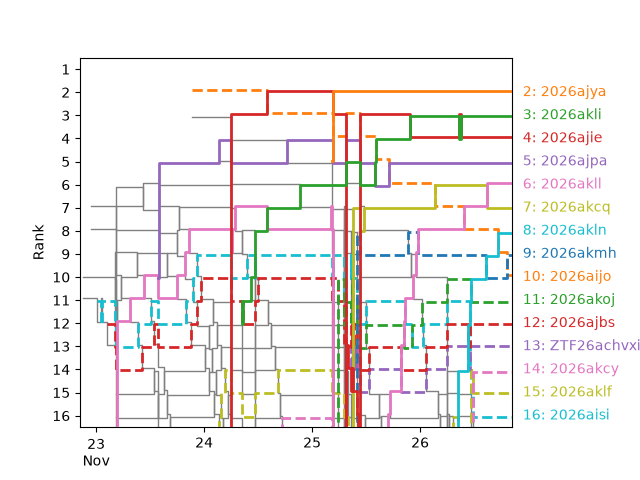 1
2
3
4
5
6
7
8
9
10
11
12
13
14
15
16
Rank
23
24
25
26
Nov
2: 2026ajya
3: 2026akli
4: 2026ajie
5: 2026ajpa
6: 2026akll
7: 2026akcq
8: 2026akln
9: 2026akmh
10: 2026aijo
11: 2026akoj
12: 2026ajbs
13: ZTF26achvxi
14: 2026akcy
15: 2026aklf
16: 2026aisi